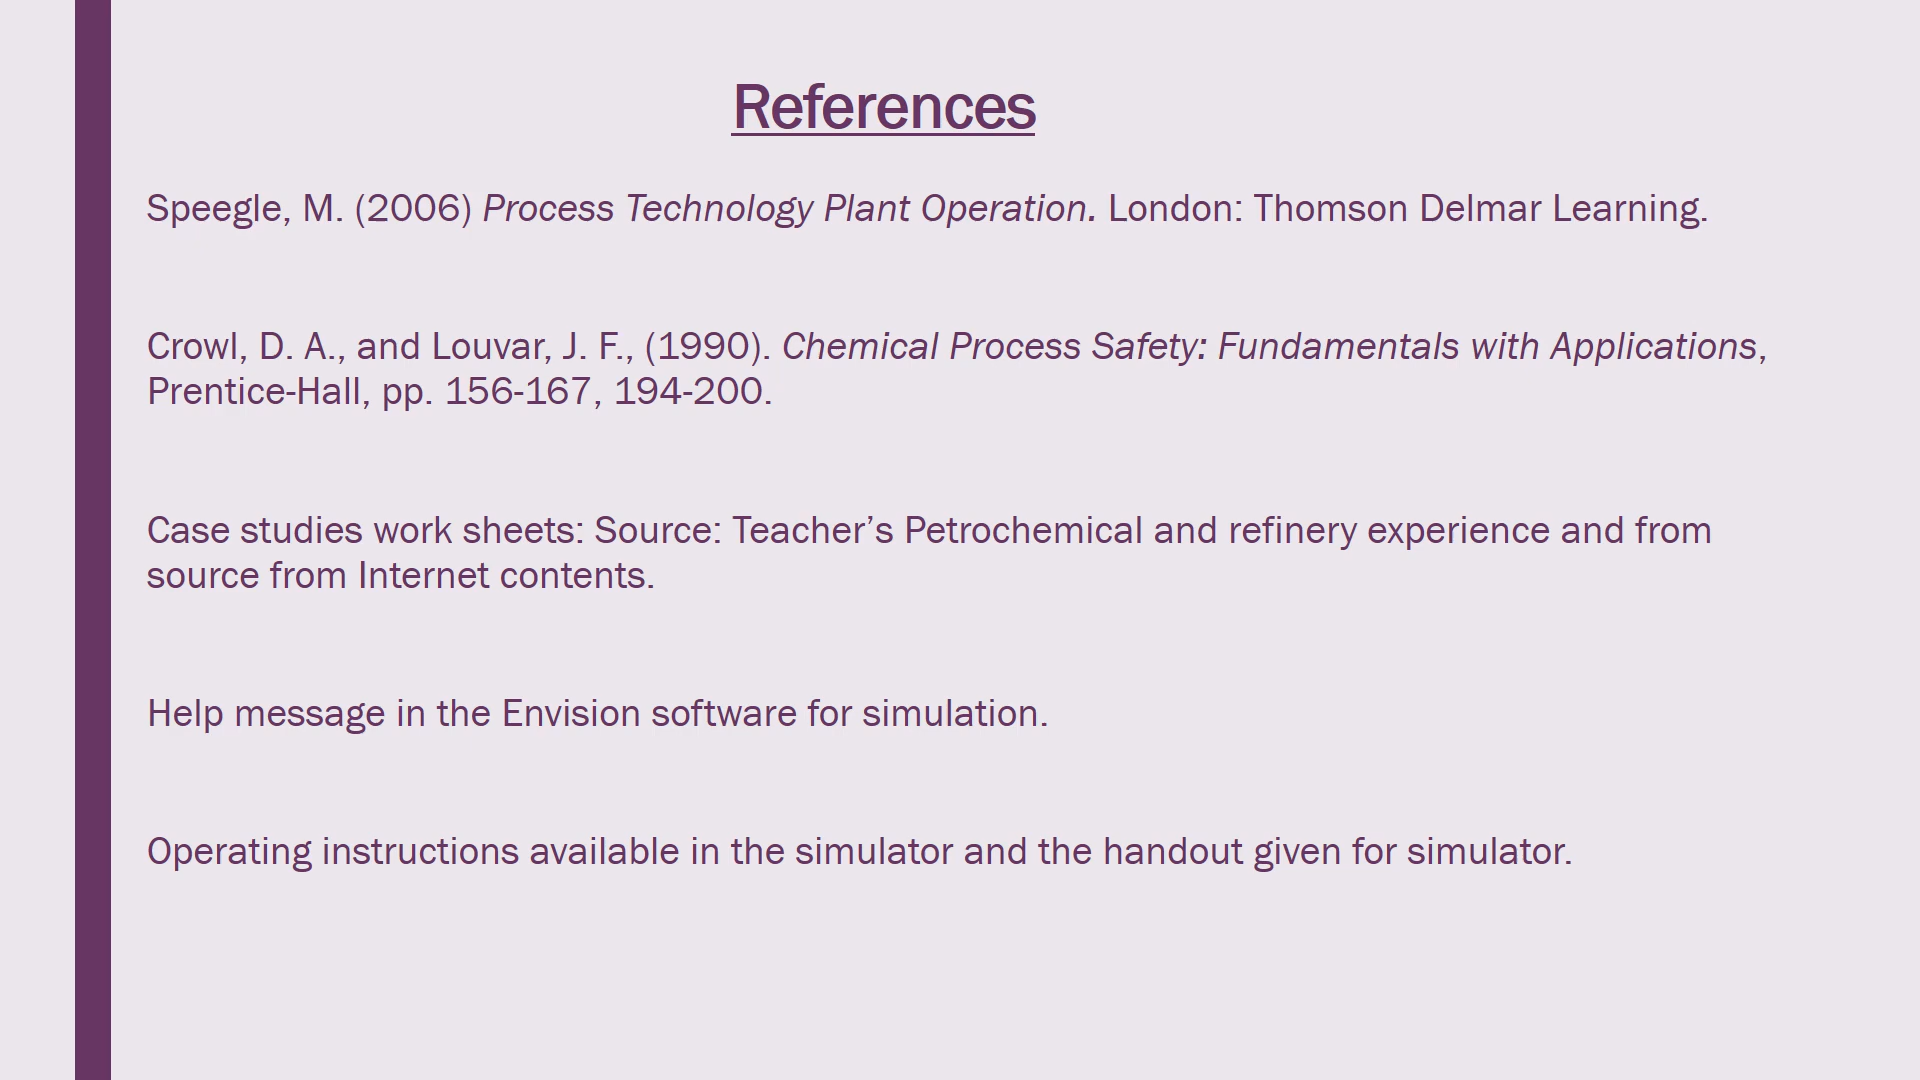 References
Speegle, M. (2006) Process Technology Plant Operation. London: Thomson Delmar Learning.
Crowl, D. A., and Louvar, J. F., (1990). Chemical Process Safety: Fundamentals with Applications,
Prentice-Hall, pp. 156-167, 194-200.
Case studies work sheets: Source: Teacher’s Petrochemical and refinery experience and from
source from Internet contents.
Help message in the Envision software for simulation.
Operating instructions available in the simulator and the handout given for simulator.